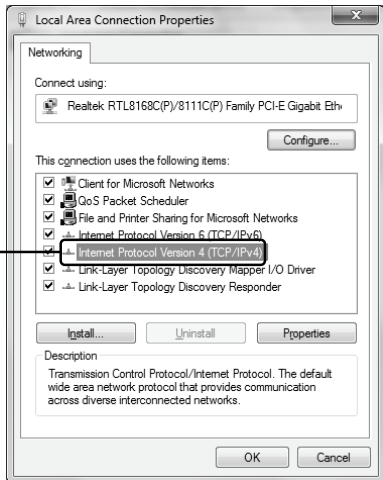 Local Area Connection Properties
Networking
Connect using:
Realtek RTL8168C(P)/8111C(P) Family PCI-E Gigabit Eth
Configure...
This connection uses the following items:
Client for Microsoft Networks
QoS Packet Scheduler
File and Printer Sharing for Microsoft Networks
Internet Protocol Version 6 (TCP/IPv6)
Internet Protocol Version 4 (TCP/IPv4)
Link-Layer Topology Discovery Mapper I/O Driver
Link-Layer Topology Discovery Responder
Install... Uninstall Properties
Description
Transmission Control Protocol/Internet Protocol. The default
wide area network protocol that provides communication
across diverse interconnected networks.
OK Cancel